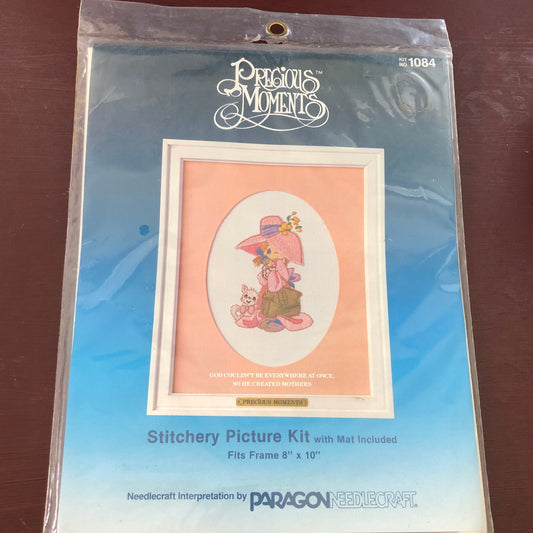 KIT
NO. 1084
PRECIOUS
MOMENTS™
GOD COULDN'T BE EVERYWHERE AT ONCE,
SO HE CREATED MOTHERS
PRECIOUS MOMENTS
Stitchery Picture Kit with Mat Included
Fits Frame 8" x 10"
Needlecraft Interpretation by PARAGON NEEDLECRAFT®